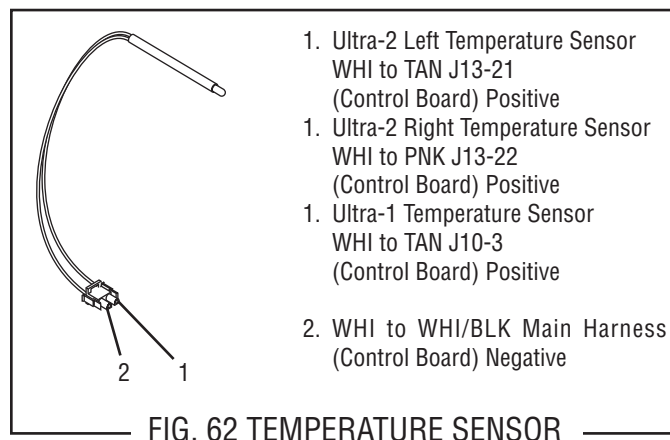 1. Ultra-2 Left Temperature Sensor
WHI to TAN J13-21
(Control Board) Positive
1. Ultra-2 Right Temperature Sensor
WHI to PNK J13-22
(Control Board) Positive
1. Ultra-1 Temperature Sensor
WHI to TAN J10-3
(Control Board) Positive
2. WHI to WHI/BLK Main Harness
(Control Board) Negative
2 1
FIG. 62 TEMPERATURE SENSOR